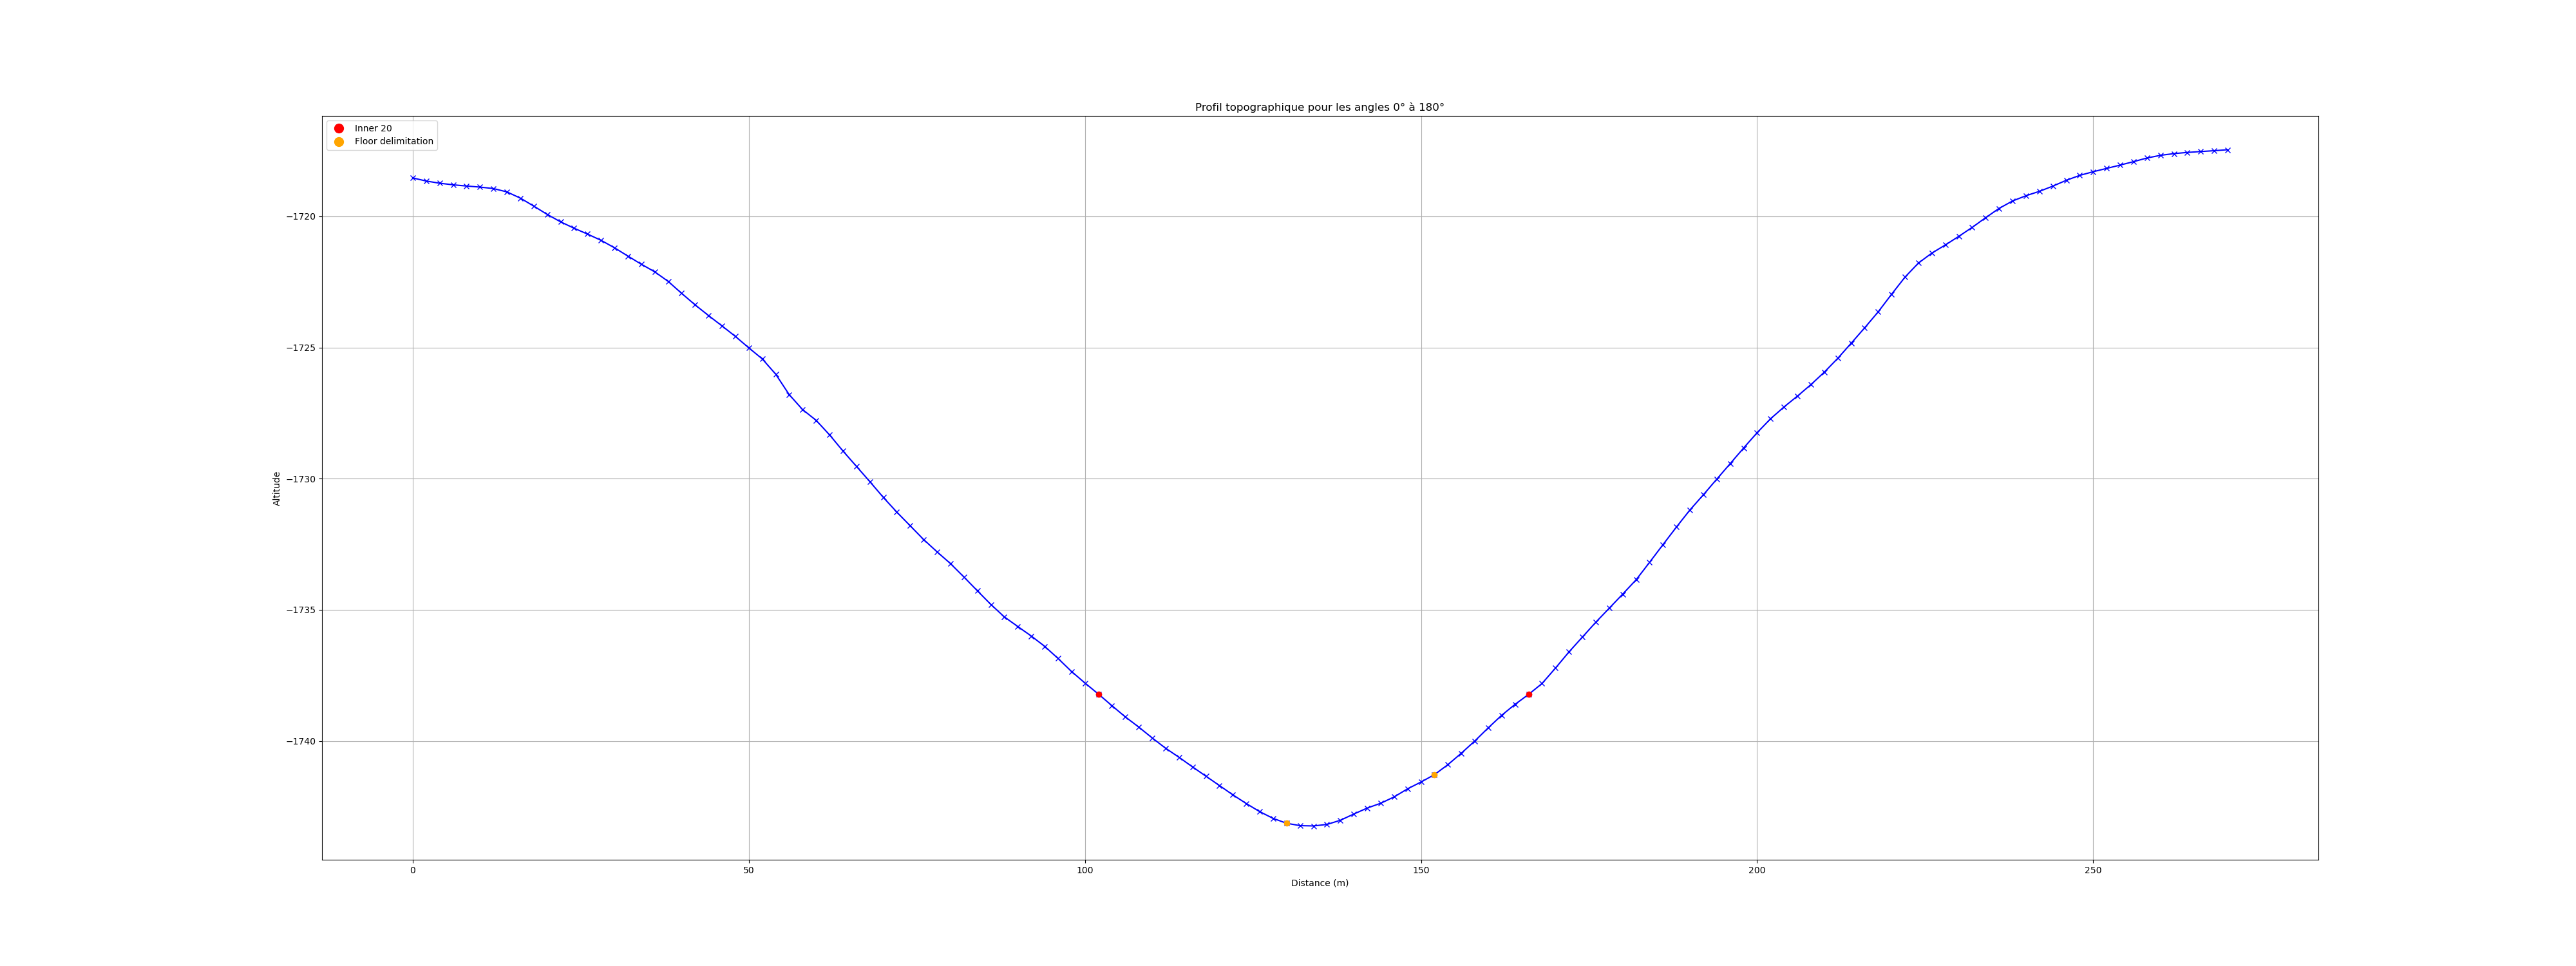 Profil topographique pour les angles 0° à 180°
Inner 20
Floor delimitation
Altitude
−1720
−1725
−1730
−1735
−1740
0 50 100 150 200 250
Distance (m)